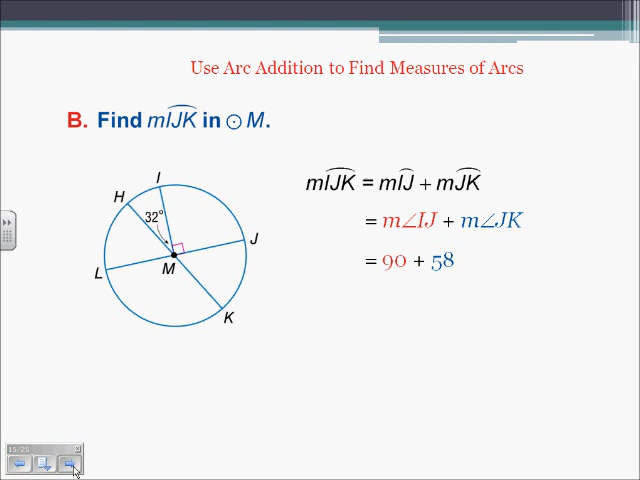 Use Arc Addition to Find Measures of Arcs
B. Find mIJK in ⊙ M.
mIJK = mIJ + mJK
= m∠IJ + m∠JK
= 90 + 58
I
H
32°
J
M
L
K
15/25